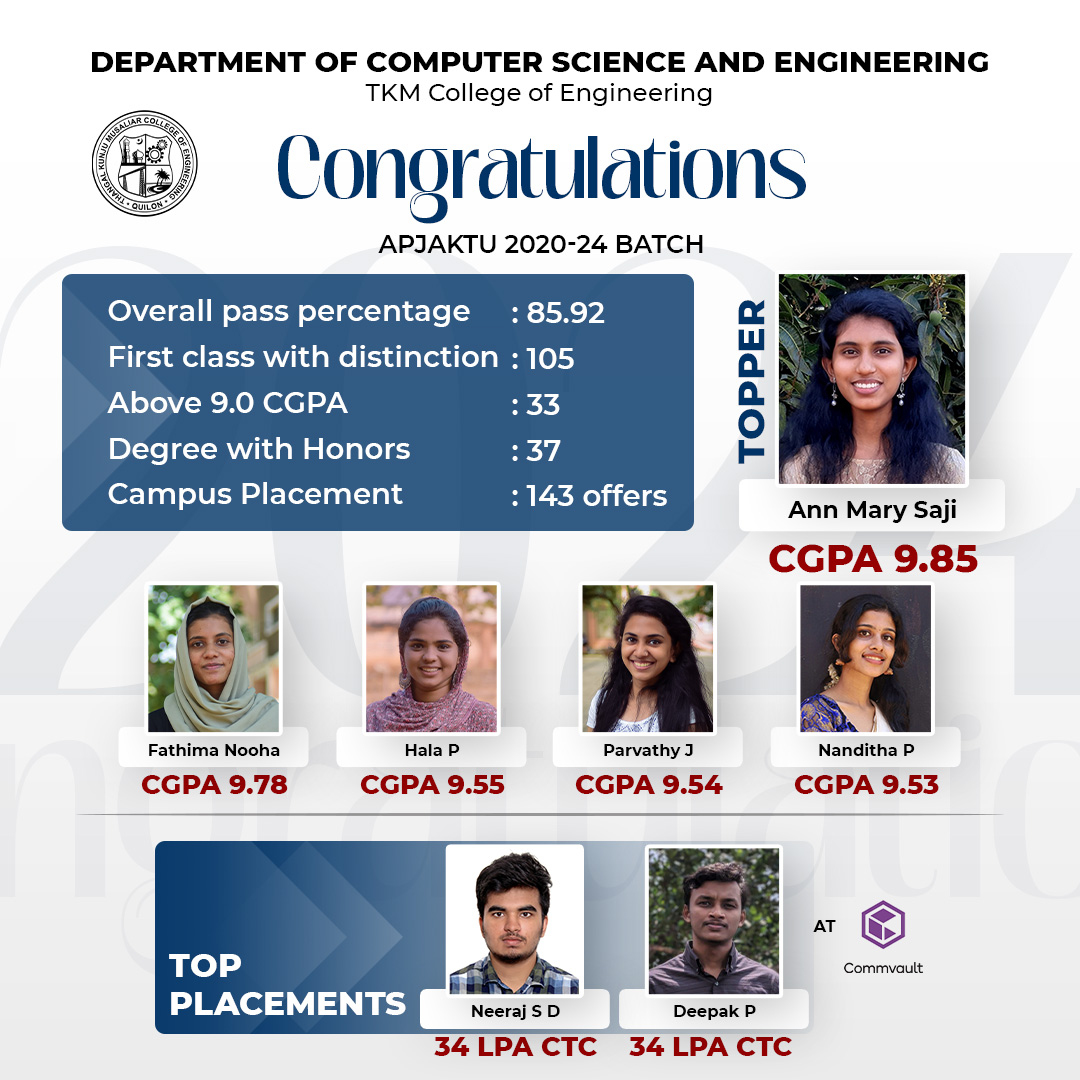 DEPARTMENT OF COMPUTER SCIENCE AND ENGINEERING
TKM College of Engineering
THANGAL KUNJU MUSALIAR COLLEGE OF ENGINEERING
QUILON
Congratulations
APJAKTU 2020-24 BATCH
2024
Overall pass percentage : 85.92
First class with distinction : 105
Above 9.0 CGPA : 33
Degree with Honors : 37
Campus Placement : 143 offers
TOPPER
Ann Mary Saji
CGPA 9.85
Fathima Nooha
CGPA 9.78
Hala P
CGPA 9.55
Parvathy J
CGPA 9.54
Nanditha P
CGPA 9.53
ngratulatio
TOP
PLACEMENTS
Neeraj S D
34 LPA CTC
Deepak P
34 LPA CTC
AT
Commvault